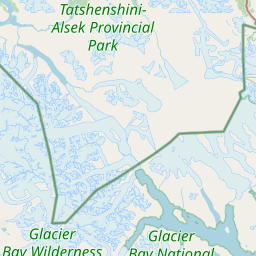 Tatshenshini-
Alsek Provincial
Park
Glacier
Bay Wilderness
Glacier
Bay National